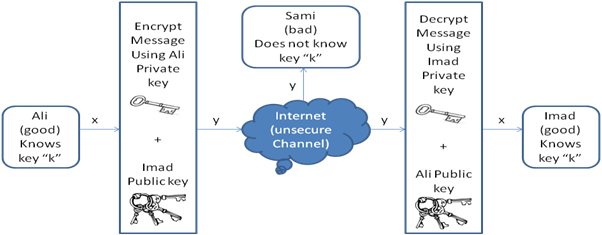 Ali
(good)
Knows
key “k”
x
Encrypt
Message
Using Ali
Private
key
+
Imad
Public key
y
Sami
(bad)
Does not know
key “k”
y
Internet
(unsecure
Channel)
y
Decrypt
Message
Using
Imad
Private
key
+
Ali Public
key
x
Imad
(good)
Knows
key “k”